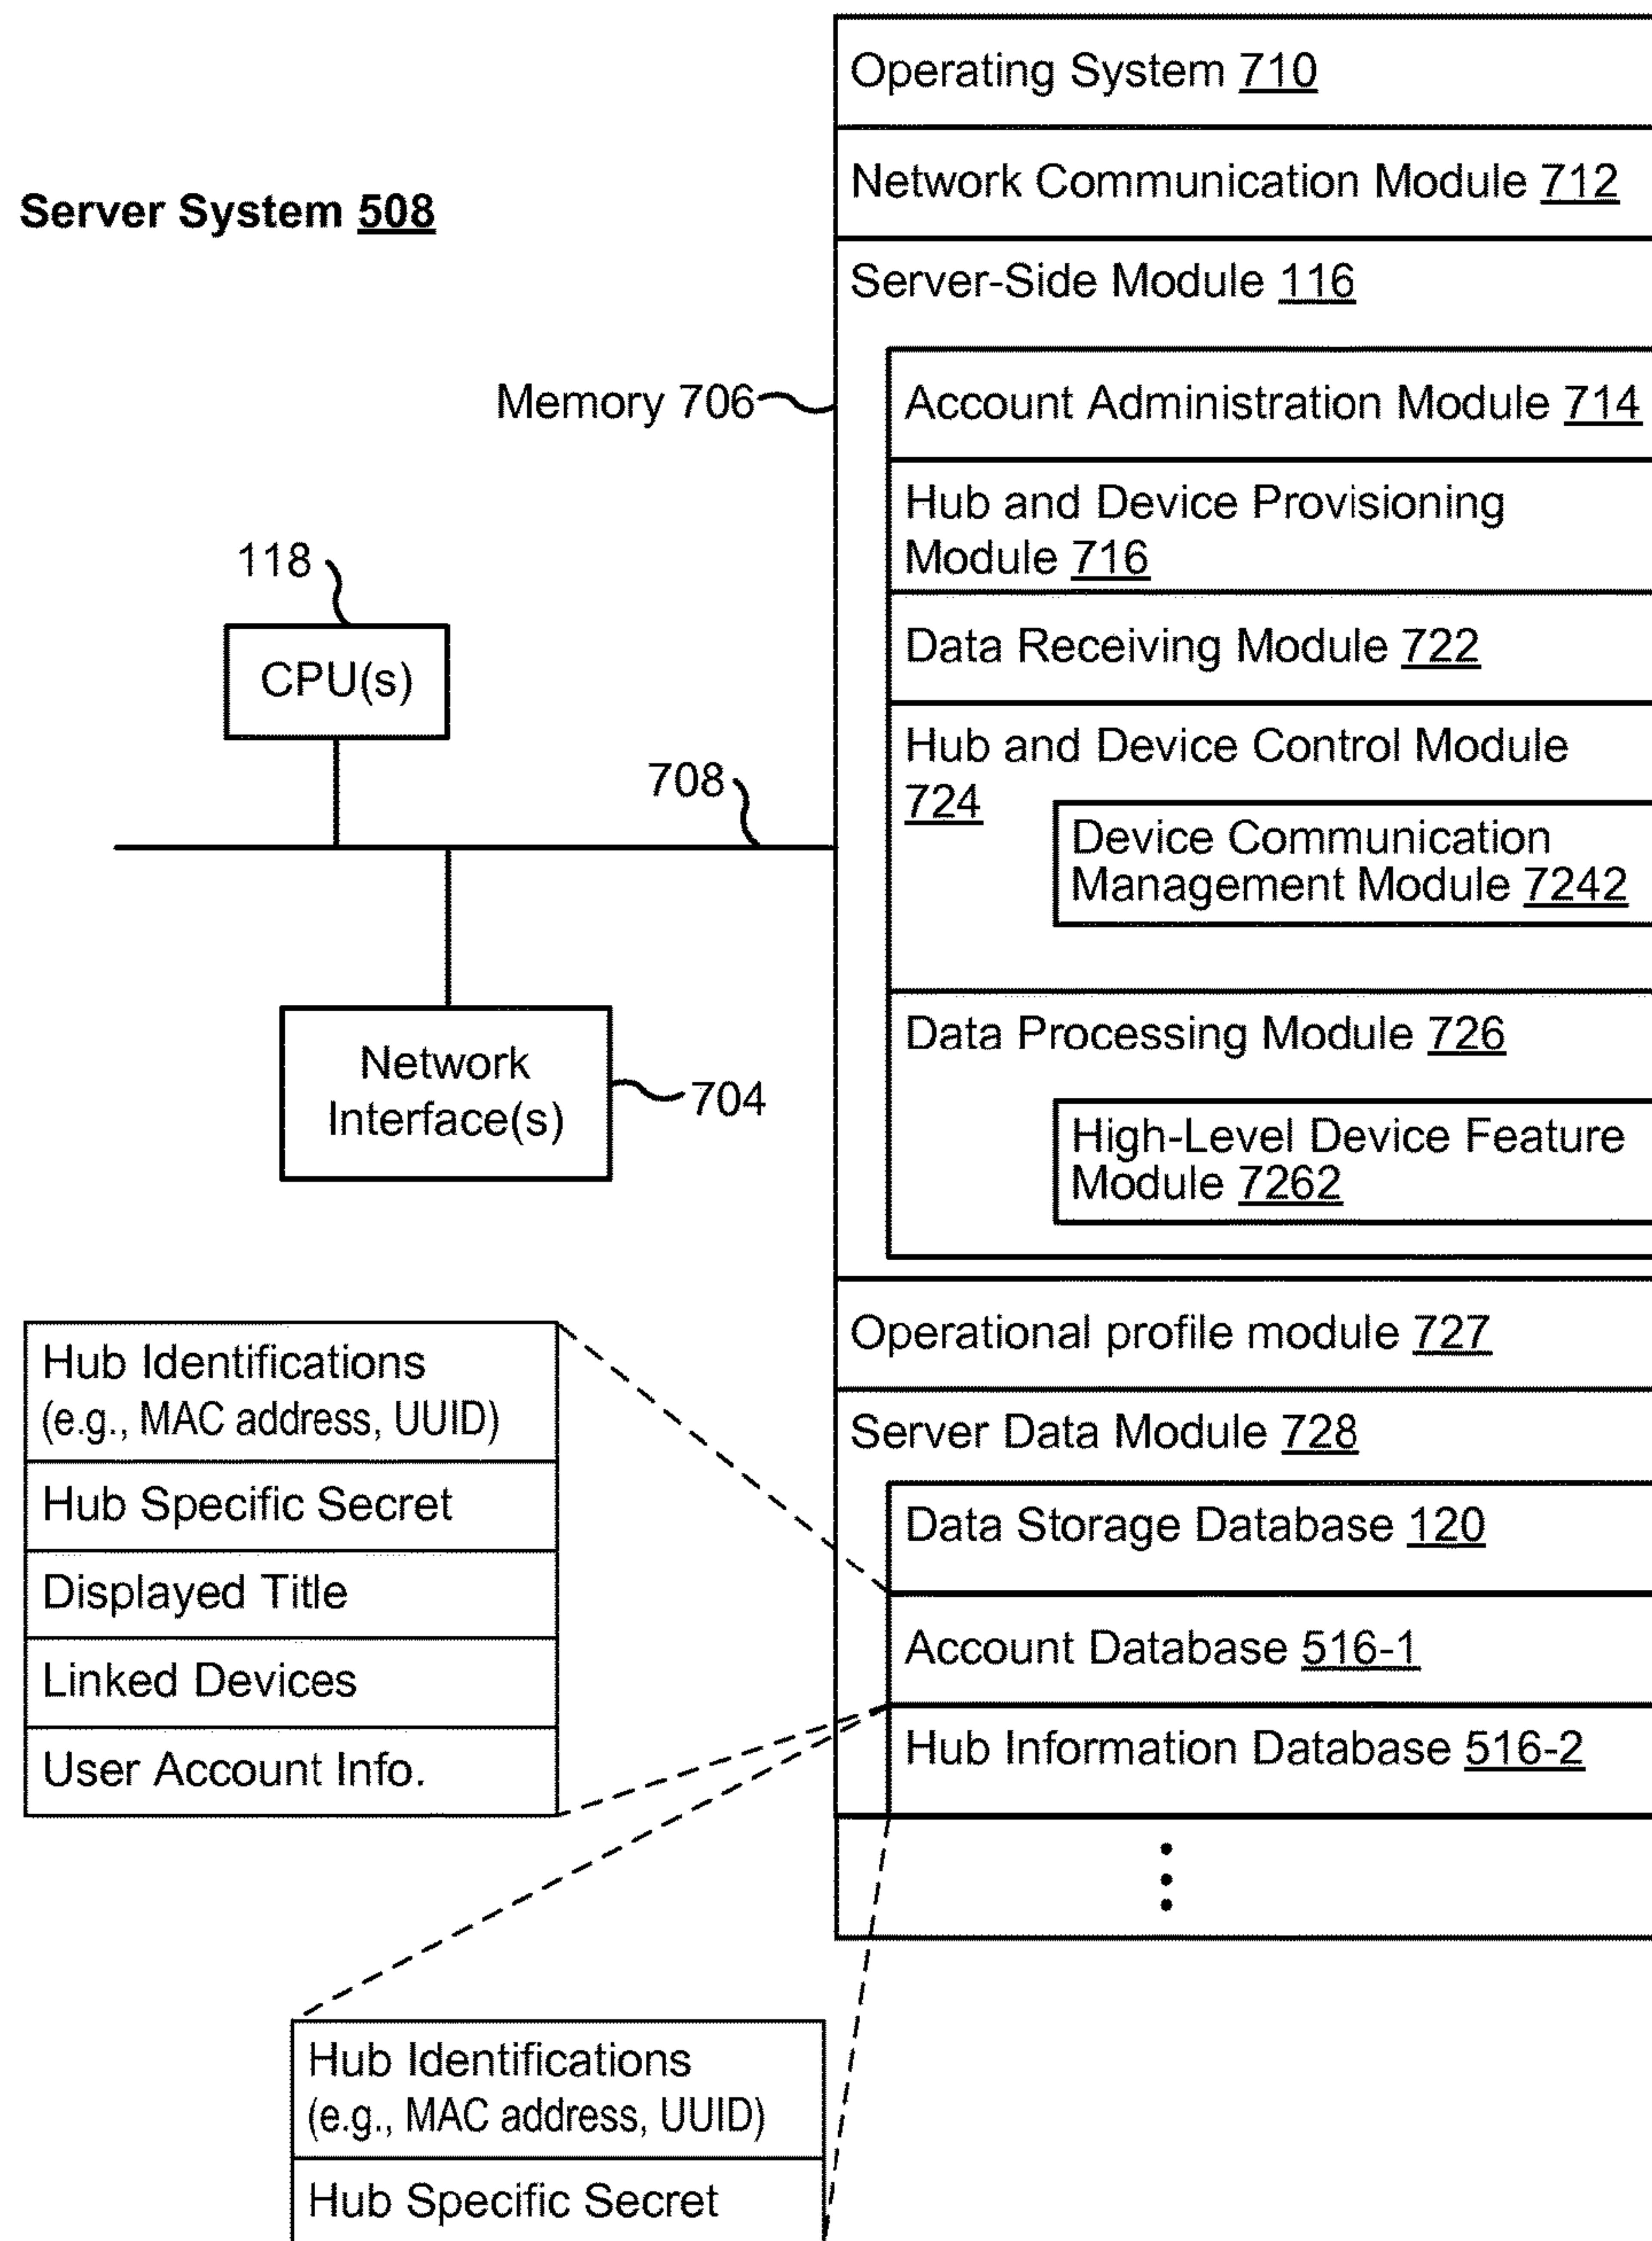 Server System 508
Operating System 710
Network Communication Module 712
Server-Side Module 116
Memory 706
Account Administration Module 714
Hub and Device Provisioning
Module 716
Data Receiving Module 722
Hub and Device Control Module
724
Device Communication
Management Module 7242
Data Processing Module 726
High-Level Device Feature
Module 7262
118
CPU(s)
708
Network
Interface(s)
704
Operational profile module 727
Server Data Module 728
Data Storage Database 120
Account Database 516-1
Hub Information Database 516-2
Hub Identifications
(e.g., MAC address, UUID)
Hub Specific Secret
Displayed Title
Linked Devices
User Account Info.
Hub Identifications
(e.g., MAC address, UUID)
Hub Specific Secret